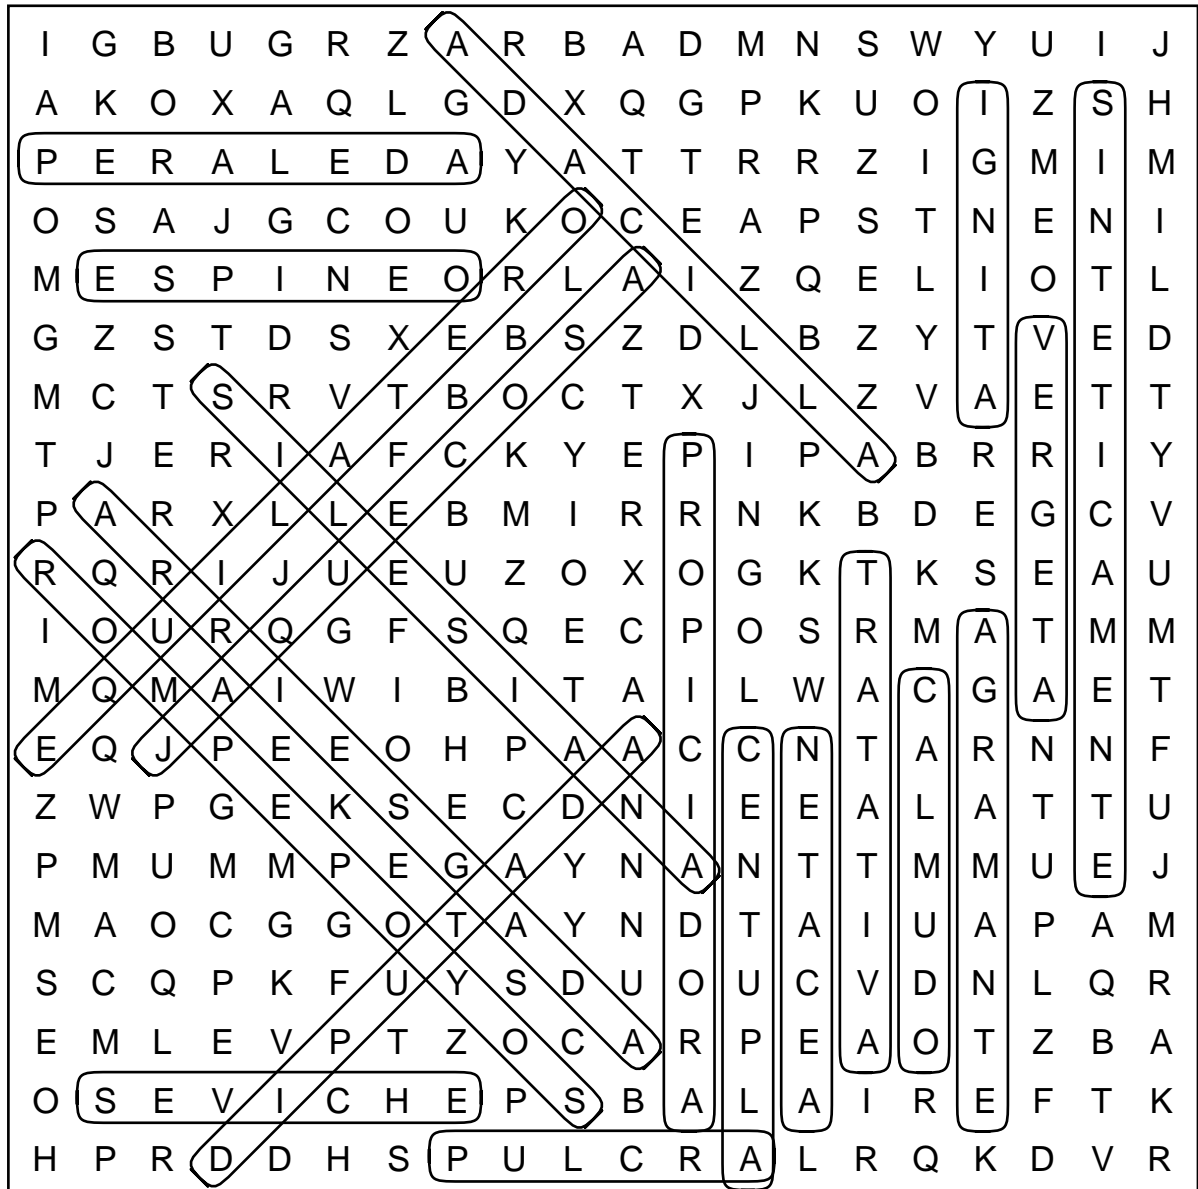 I G B U G R Z A R B A D M N S W Y U I J
A K O X A Q L G D X Q G P K U O I Z S H
P E R A L E D A Y A T T R R Z I G M I M
O S A J G C O U K O C E A P S T N E N I
M E S P I N E O R L A I Z Q E L I O T L
G Z S T D S X E B S Z D L B Z Y T V E D
M C T S R V T B O C T X J L Z V A E T T
T J E R I A F C K Y E P I P A B R R I Y
P A R X L L E B M I R R N K B D E G C V
R Q R I J U E U Z O X O G K T K S E A U
I O U R Q G F S Q E C P O S R M A T M M
M Q M A I W I B I T A I L W A C G A E T
E Q J P E E O H P A A C C N T A R N N F
Z W P G E K S E C D N I E E A L A T T U
P M U M M P E G A Y N A N T T M M U E J
M A O C G G O T A Y N D T A I U A P A M
S C Q P K F U Y S D U O U C V D N L Q R
E M L E V P T Z O C A R P E A O T Z B A
O S E V I C H E P S B A L A I R E F T K
H P R D D H S P U L C R A L R Q K D V R